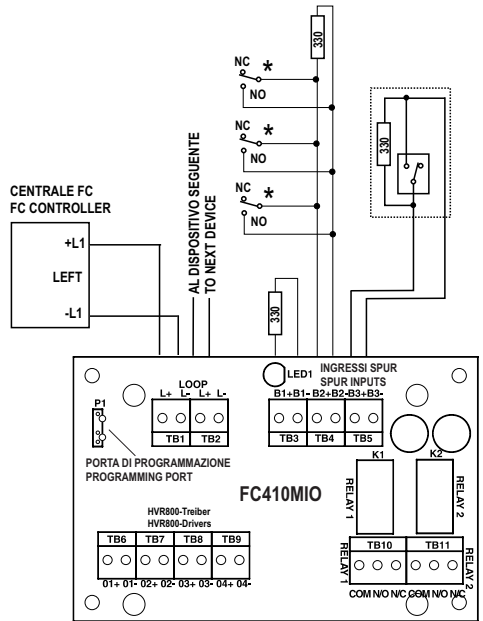 330
NC *
NO
NC *
NO
NC *
NO
330
CENTRALE FC
FC CONTROLLER
+L1
LEFT
-L1
AL DISPOSITIVO SEGUENTE
TO NEXT DEVICE
330
LED1
INGRESSI SPUR
SPUR INPUTS
LOOP
L+ L- L+ L-
B1+ B1- B2+ B2- B3+ B3-
P1
TB1 TB2
TB3 TB4 TB5
PORTA DI PROGRAMMAZIONE
PROGRAMMING PORT
K1 K2
RELAY 1
RELAY 2
FC410MIO
HVR800-Treiber
HVR800-Drivers
TB6 TB7 TB8 TB9
RELAY 1
TB10 TB11
RELAY 2
01+ 01- 02+ 02- 03+ 03- 04+ 04-
COM N/O N/C COM N/O N/C